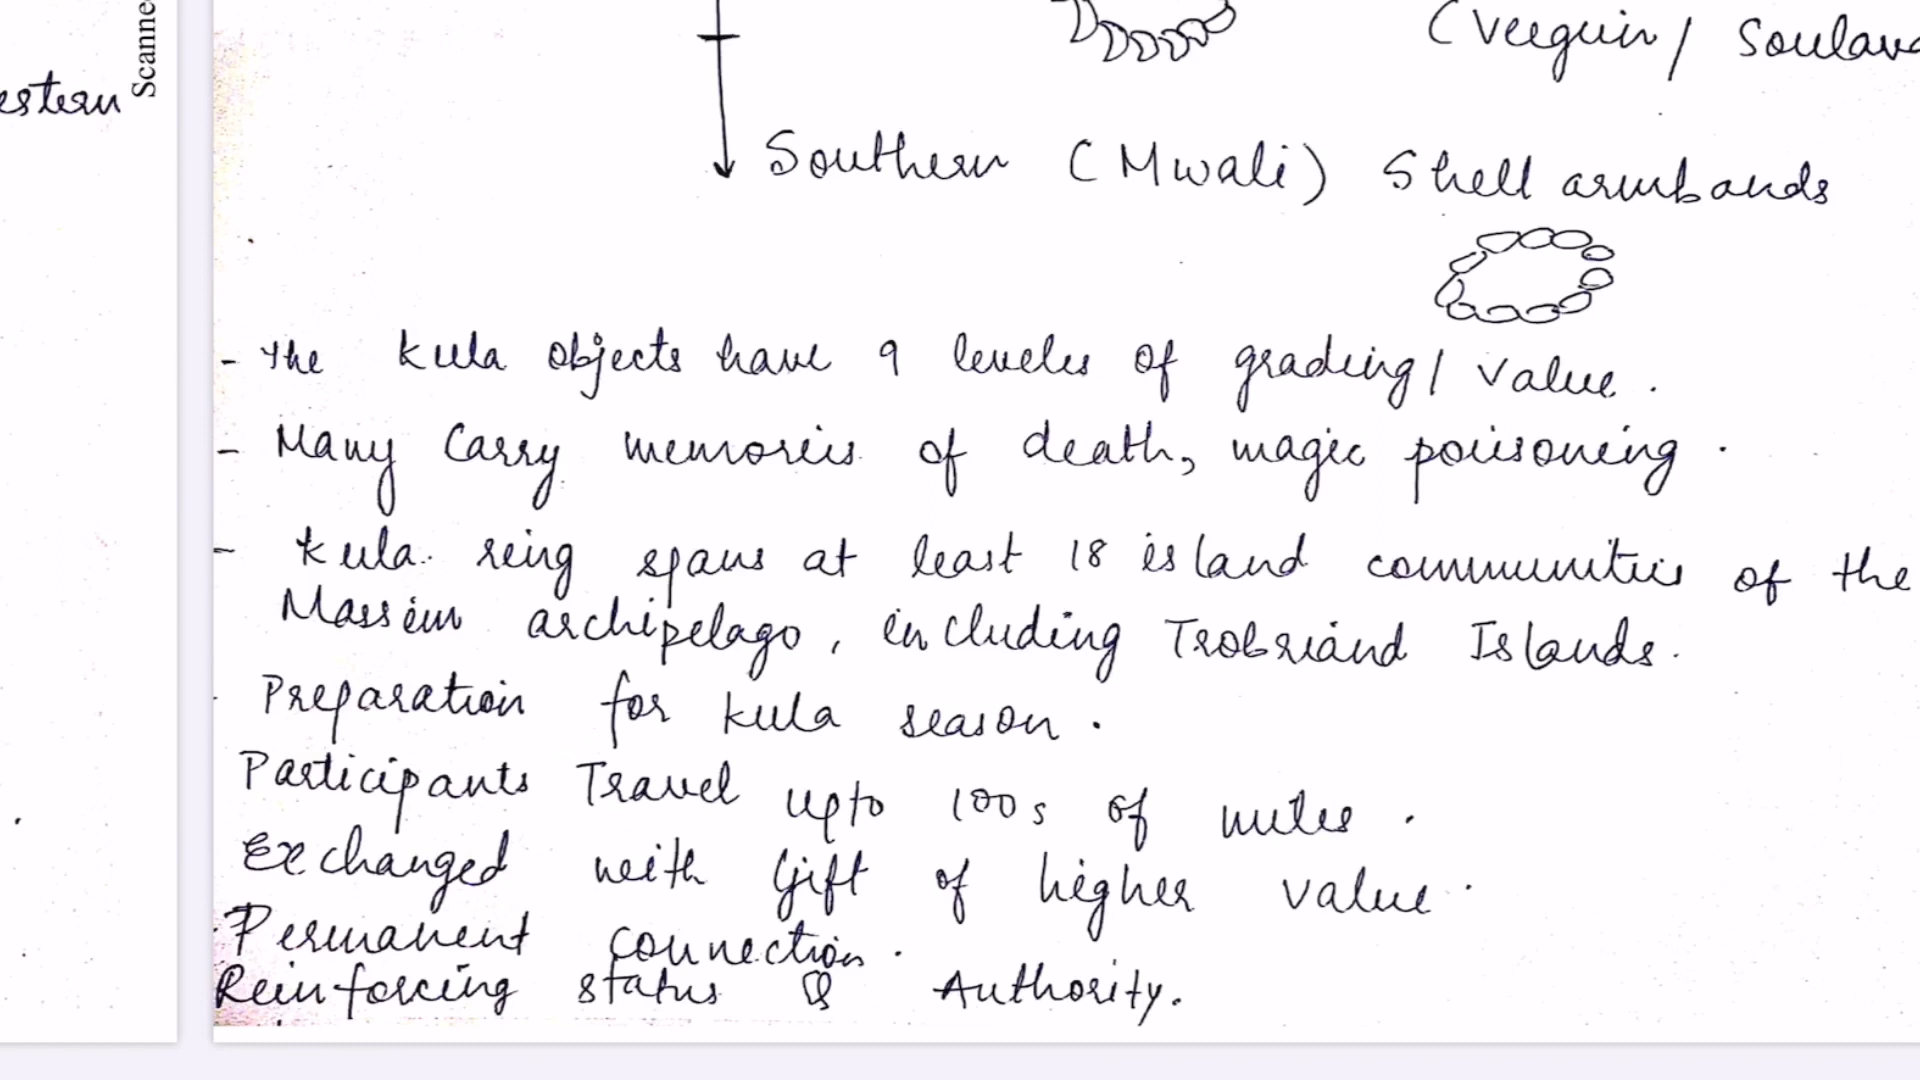 Scanne
estern
(Veeguin / Soulava
Southern (Mwali) Shell armbands
- The kula objects have 9 levels of grading / value.
- Many carry memories of death, magic poisoning.
- kula ring spans at least 18 island communities of the
Massim archipelago, including Trobriand Islands.
Preparation for kula season.
Participants Travel upto 100s of miles.
Exchanged with Gift of higher value.
Permanent connection.
Reinforcing status & Authority.